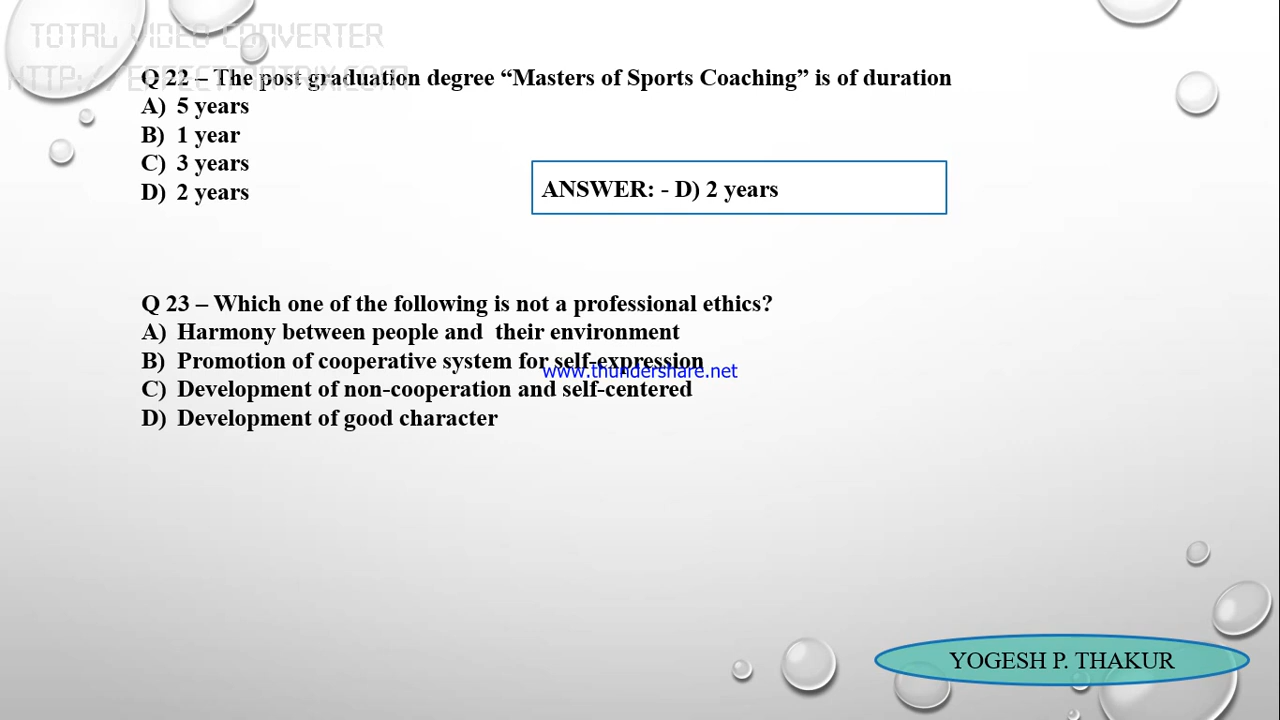 TOTAL VIDEO CONVERTER
HTTP://EFFECTMATRIX.COM
Q 22 – The post graduation degree “Masters of Sports Coaching” is of duration
A) 5 years
B) 1 year
C) 3 years
D) 2 years
ANSWER: - D) 2 years
Q 23 – Which one of the following is not a professional ethics?
A) Harmony between people and their environment
B) Promotion of cooperative system for self-expression
www.thundershare.net
C) Development of non-cooperation and self-centered
D) Development of good character
YOGESH P. THAKUR